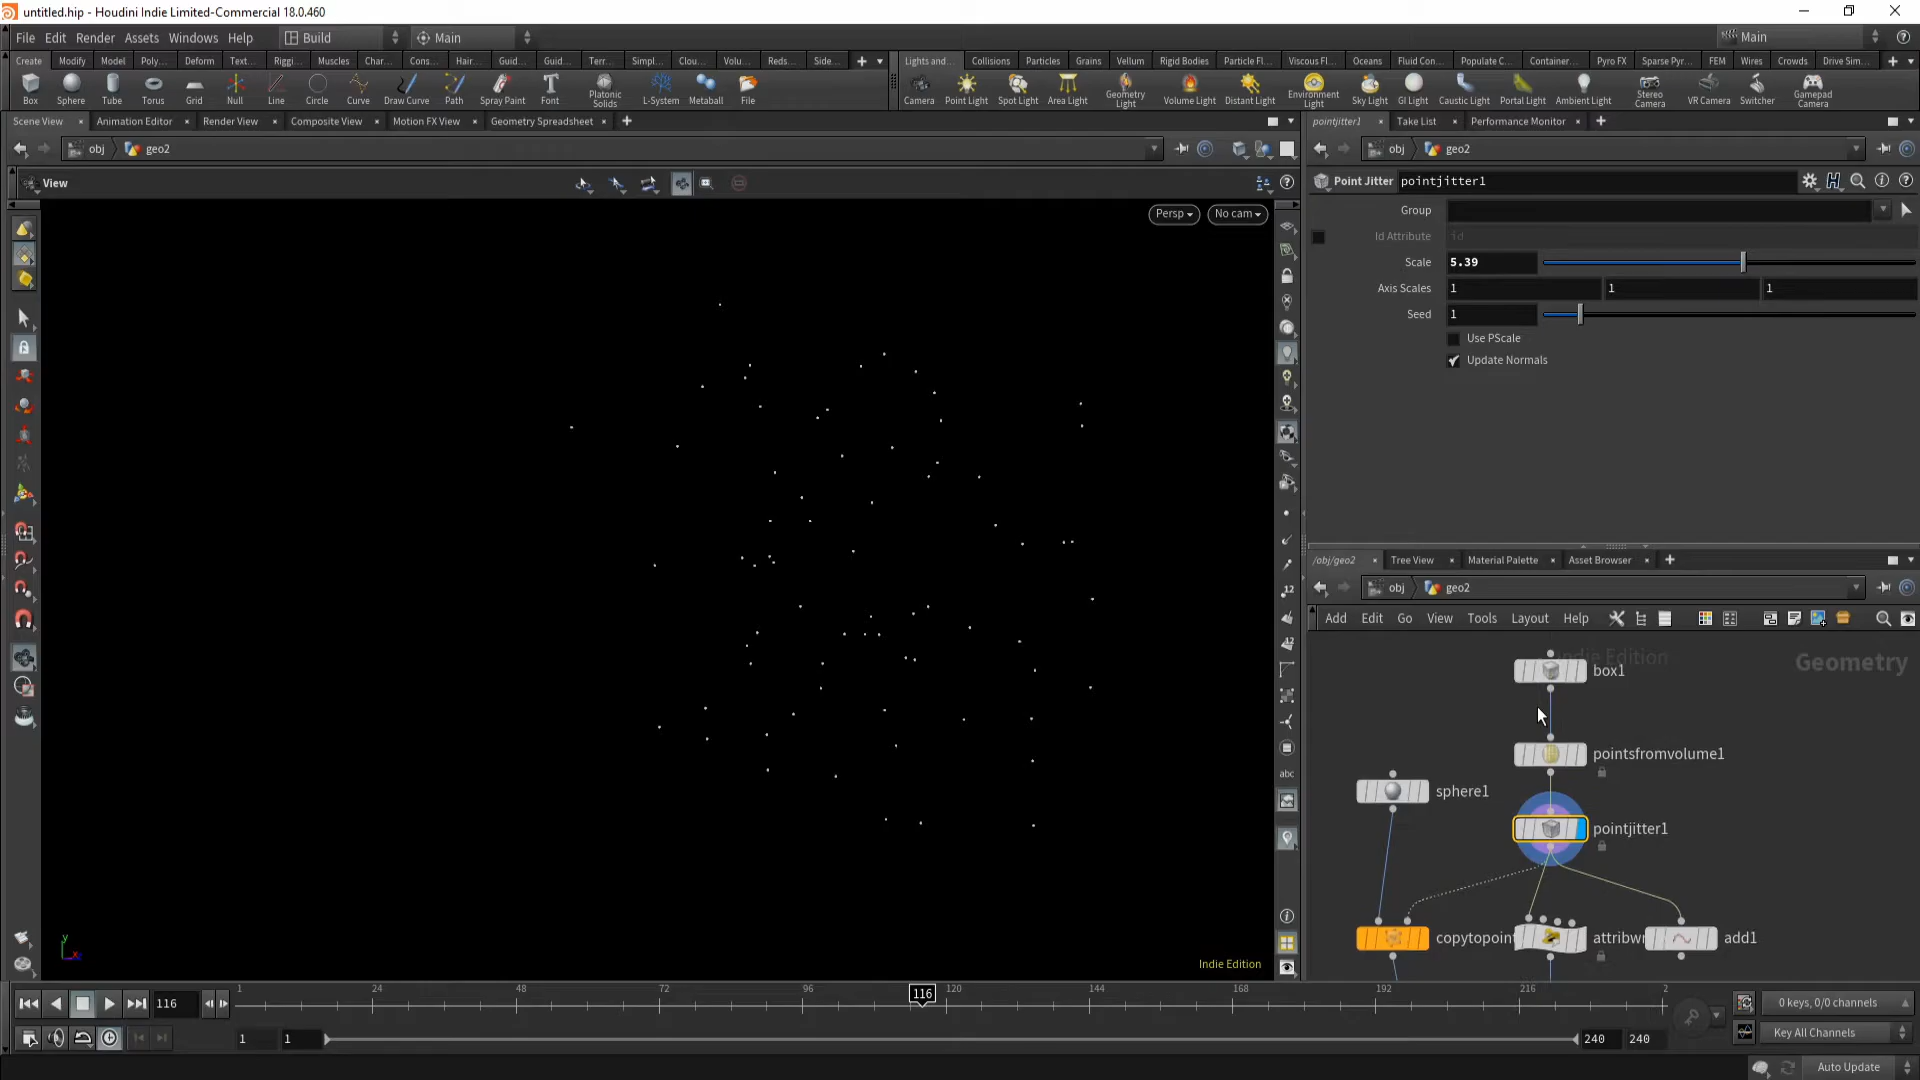 untitled.hip - Houdini Indie Limited-Commercial 18.0.460
File Edit Render Assets Windows Help Build Main Main
Create Modify Model Poly... Deform Text... Riggi... Muscles Char... Cons... Hair... Guid... Guid... Terr... Simpl... Clou... Volu... Reds... Side...
Lights and... Collisions Particles Grains Vellum Rigid Bodies Particle Fl... Viscous Fl... Oceans Fluid Con... Populate C... Container... Pyro FX Sparse Pyr... FEM Wires Crowds Drive Sim...
Box Sphere Tube Torus Grid Null Line Circle Curve Draw Curve Path Spray Paint Font Platonic Solids L-System Metaball File
Camera Point Light Spot Light Area Light Geometry Light Volume Light Distant Light Environment Light Sky Light GI Light Caustic Light Portal Light Ambient Light Stereo Camera VR Camera Switcher Gamepad Camera
Scene View Animation Editor Render View Composite View Motion FX View Geometry Spreadsheet
pointjitter1 Take List Performance Monitor
obj geo2
obj geo2
View
Persp No cam
Point Jitter pointjitter1
Group
Id Attribute id
Scale 5.39
Axis Scales 1 1 1
Seed 1
Use PScale
Update Normals
/obj/geo2 Tree View Material Palette Asset Browser
obj geo2
Add Edit Go View Tools Layout Help
Indie Edition
Geometry
box1
pointsfromvolume1
sphere1
pointjitter1
copytopoint
attribwr
add1
12
abc
y
x
Indie Edition
116
1 24 48 72 96 116 120 144 168 192 216 2
0 keys, 0/0 channels
1 1 240 240
Key All Channels
Auto Update